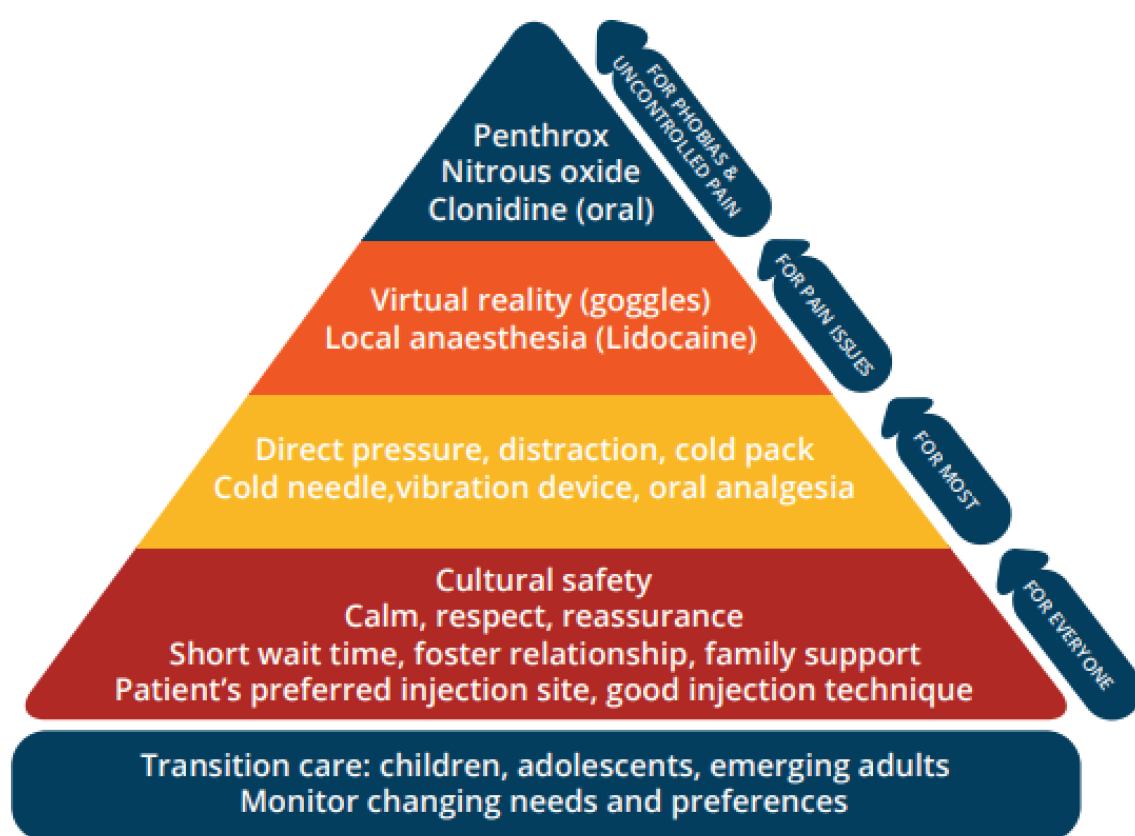 FOR PHOBIAS &
UNCONTROLLED PAIN
Penthrox
Nitrous oxide
Clonidine (oral)
FOR PAIN ISSUES
Virtual reality (goggles)
Local anaesthesia (Lidocaine)
FOR MOST
Direct pressure, distraction, cold pack
Cold needle,vibration device, oral analgesia
FOR EVERYONE
Cultural safety
Calm, respect, reassurance
Short wait time, foster relationship, family support
Patient's preferred injection site, good injection technique
Transition care: children, adolescents, emerging adults
Monitor changing needs and preferences